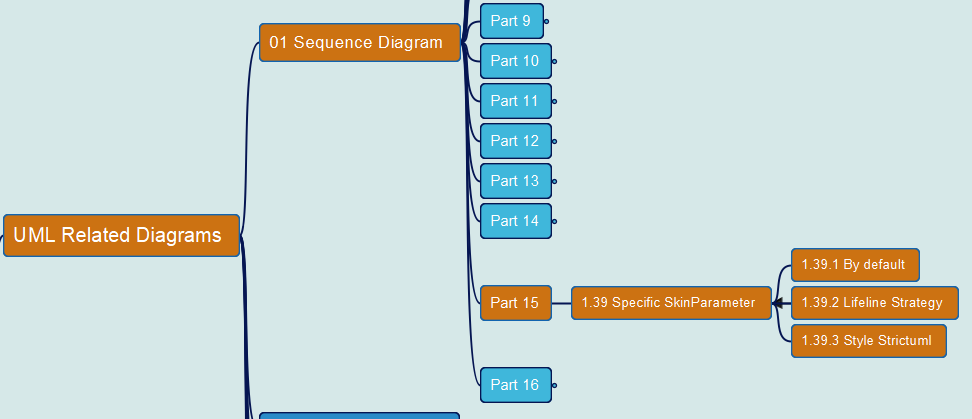 Part 9
01 Sequence Diagram
Part 10
Part 11
Part 12
Part 13
Part 14
UML Related Diagrams
1.39.1 By default
Part 15
1.39 Specific SkinParameter
1.39.2 Lifeline Strategy
1.39.3 Style Strictuml
Part 16